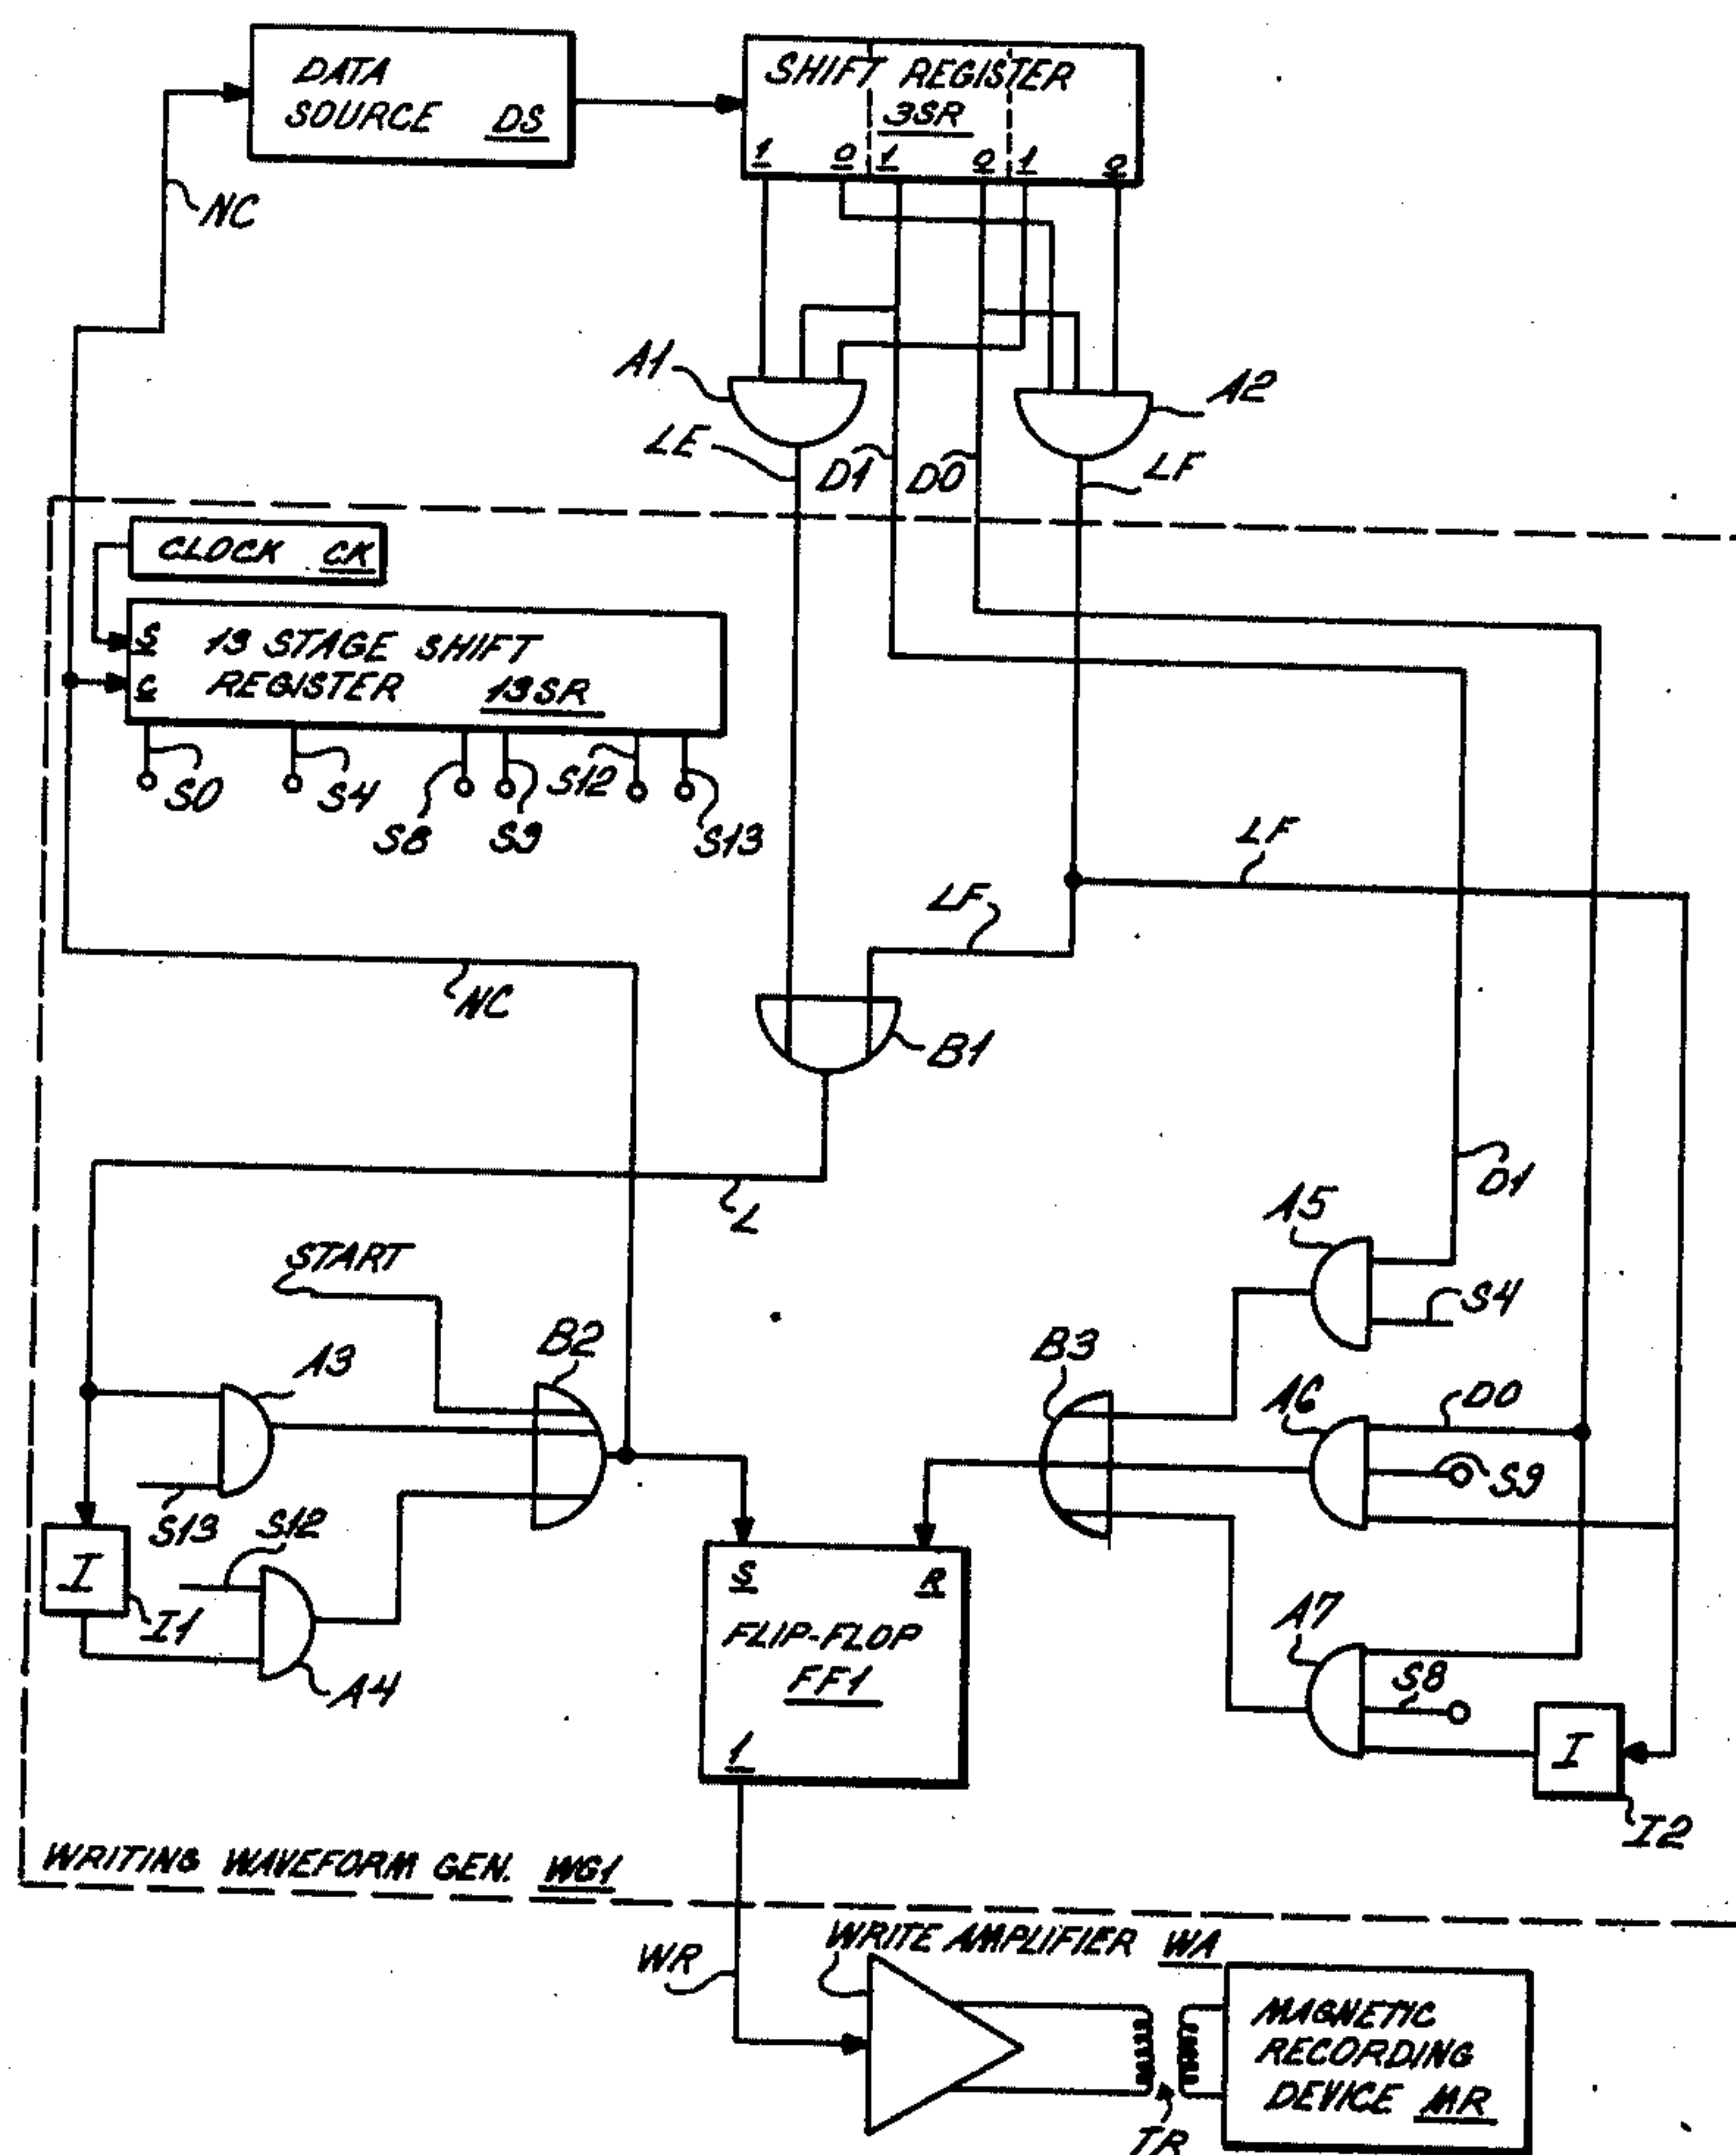 DATA
SOURCE DS
SHIFT REGISTER
3SR
1 0 1 0 1 0
NC
A1
A2
LE
D1
D0
LF
CLOCK CK
S
13 STAGE SHIFT
C
REGISTER 13SR
S0
S4
S8
S9
S12
S13
LF
LF
NC
B1
L
D1
A5
START
S4
B2
B3
A3
A6
D0
S9
S13
S12
I
I1
A4
S R
FLIP-FLOP
FF1
1
A7
S8
I
I2
WRITING WAVEFORM GEN. WG1
WRITE AMPLIFIER WA
WR
MAGNETIC
RECORDING
DEVICE MR
TR